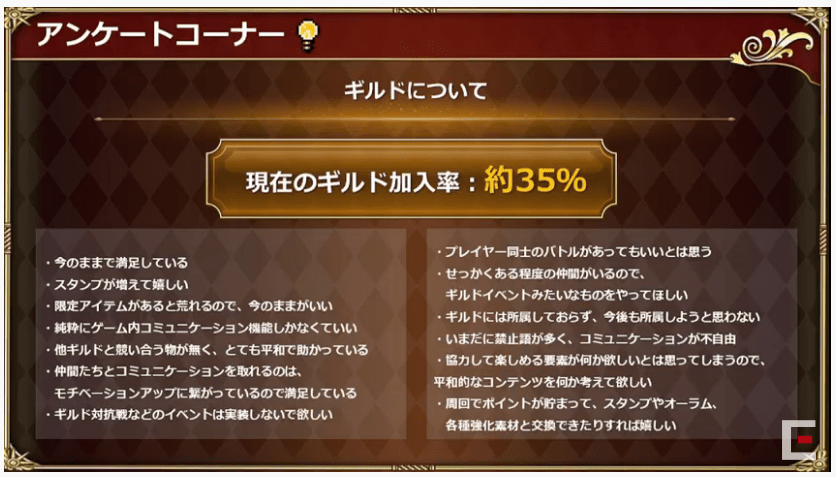 アンケートコーナー
ギルドについて
現在のギルド加入率：約35%
・今のままで満足している
・スタンプが増えて嬉しい
・限定アイテムがあると荒れるので、今のままがいい
・純粋にゲーム内コミュニケーション機能しかなくていい
・他ギルドと競い合う物が無く、とても平和で助かっている
・仲間たちとコミュニケーションを取れるのは、
モチベーションアップに繋がっているので満足している
・ギルド対抗戦などのイベントは実装しないで欲しい
・プレイヤー同士のバトルがあってもいいとは思う
・せっかくある程度の仲間がいるので、
ギルドイベントみたいなものをやってほしい
・ギルドには所属しておらず、今後も所属しようと思わない
・いまだに禁止語が多く、コミュニケーションが不自由
・協力して楽しめる要素が何か欲しいとは思ってしまうので、
平和的なコンテンツを何か考えて欲しい
・周回でポイントが貯まって、スタンプやオーラム、
各種強化素材と交換できたりすれば嬉しい